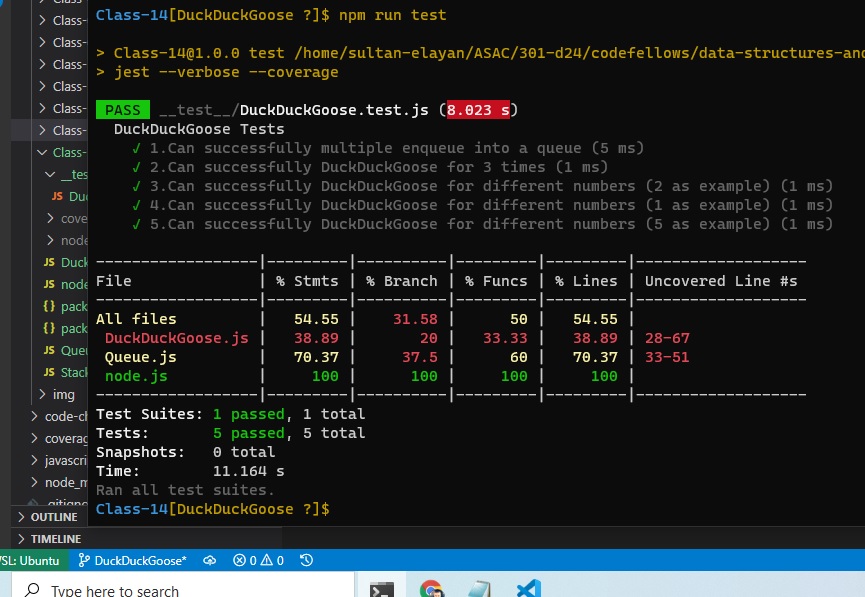 Class-
Class-
Class-
Class-
Class-
Class-
Class-
__tes
JS Du
cove
node
JS Duck
JS node
{} pack
{} pack
JS Que
JS Stack
img
code-ch
coverag
javascri
node_m
.gitign
OUTLINE
TIMELINE
Class-14[DuckDuckGoose ?]$ npm run test
> Class-14@1.0.0 test /home/sultan-elayan/ASAC/301-d24/codefellows/data-structures-and
> jest --verbose --coverage
PASS __test__/DuckDuckGoose.test.js (8.023 s)
DuckDuckGoose Tests
√ 1.Can successfully multiple enqueue into a queue (5 ms)
√ 2.Can successfully DuckDuckGoose for 3 times (1 ms)
√ 3.Can successfully DuckDuckGoose for different numbers (2 as example) (1 ms)
√ 4.Can successfully DuckDuckGoose for different numbers (1 as example) (1 ms)
√ 5.Can successfully DuckDuckGoose for different numbers (5 as example) (1 ms)
------------------|---------|----------|---------|---------|-------------------
File | % Stmts | % Branch | % Funcs | % Lines | Uncovered Line #s
------------------|---------|----------|---------|---------|-------------------
All files | 54.55 | 31.58 | 50 | 54.55 |
DuckDuckGoose.js | 38.89 | 20 | 33.33 | 38.89 | 28-67
Queue.js | 70.37 | 37.5 | 60 | 70.37 | 33-51
node.js | 100 | 100 | 100 | 100 |
------------------|---------|----------|---------|---------|-------------------
Test Suites: 1 passed, 1 total
Tests: 5 passed, 5 total
Snapshots: 0 total
Time: 11.164 s
Ran all test suites.
Class-14[DuckDuckGoose ?]$
SL: Ubuntu DuckDuckGoose* 0 0
Type here to search